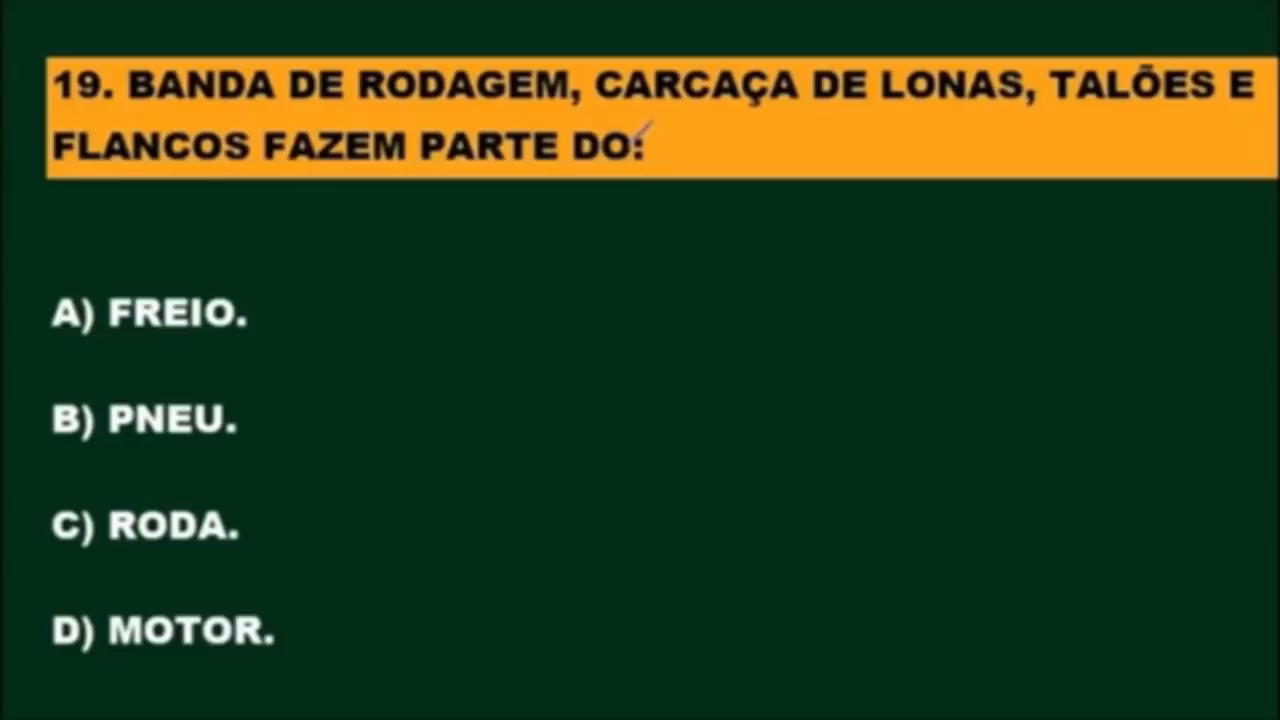 19. BANDA DE RODAGEM, CARCAÇA DE LONAS, TALÕES E
FLANCOS FAZEM PARTE DO:
A) FREIO.
B) PNEU.
C) RODA.
D) MOTOR.